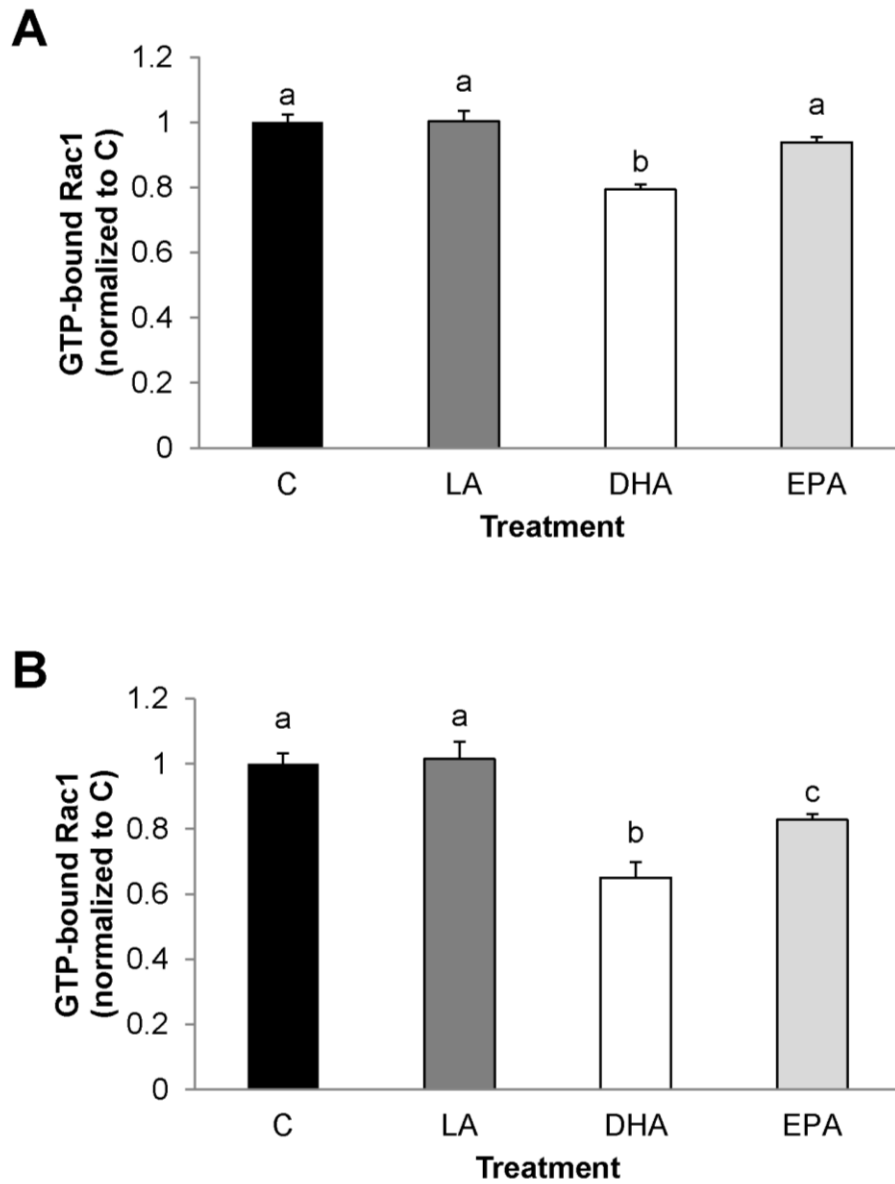 A
GTP-bound Rac1
(normalized to C)
1.2
1
0.8
0.6
0.4
0.2
0
a
a
b
a
C
LA
DHA
EPA
Treatment
B
GTP-bound Rac1
(normalized to C)
1.2
1
0.8
0.6
0.4
0.2
0
a
a
b
c
C
LA
DHA
EPA
Treatment